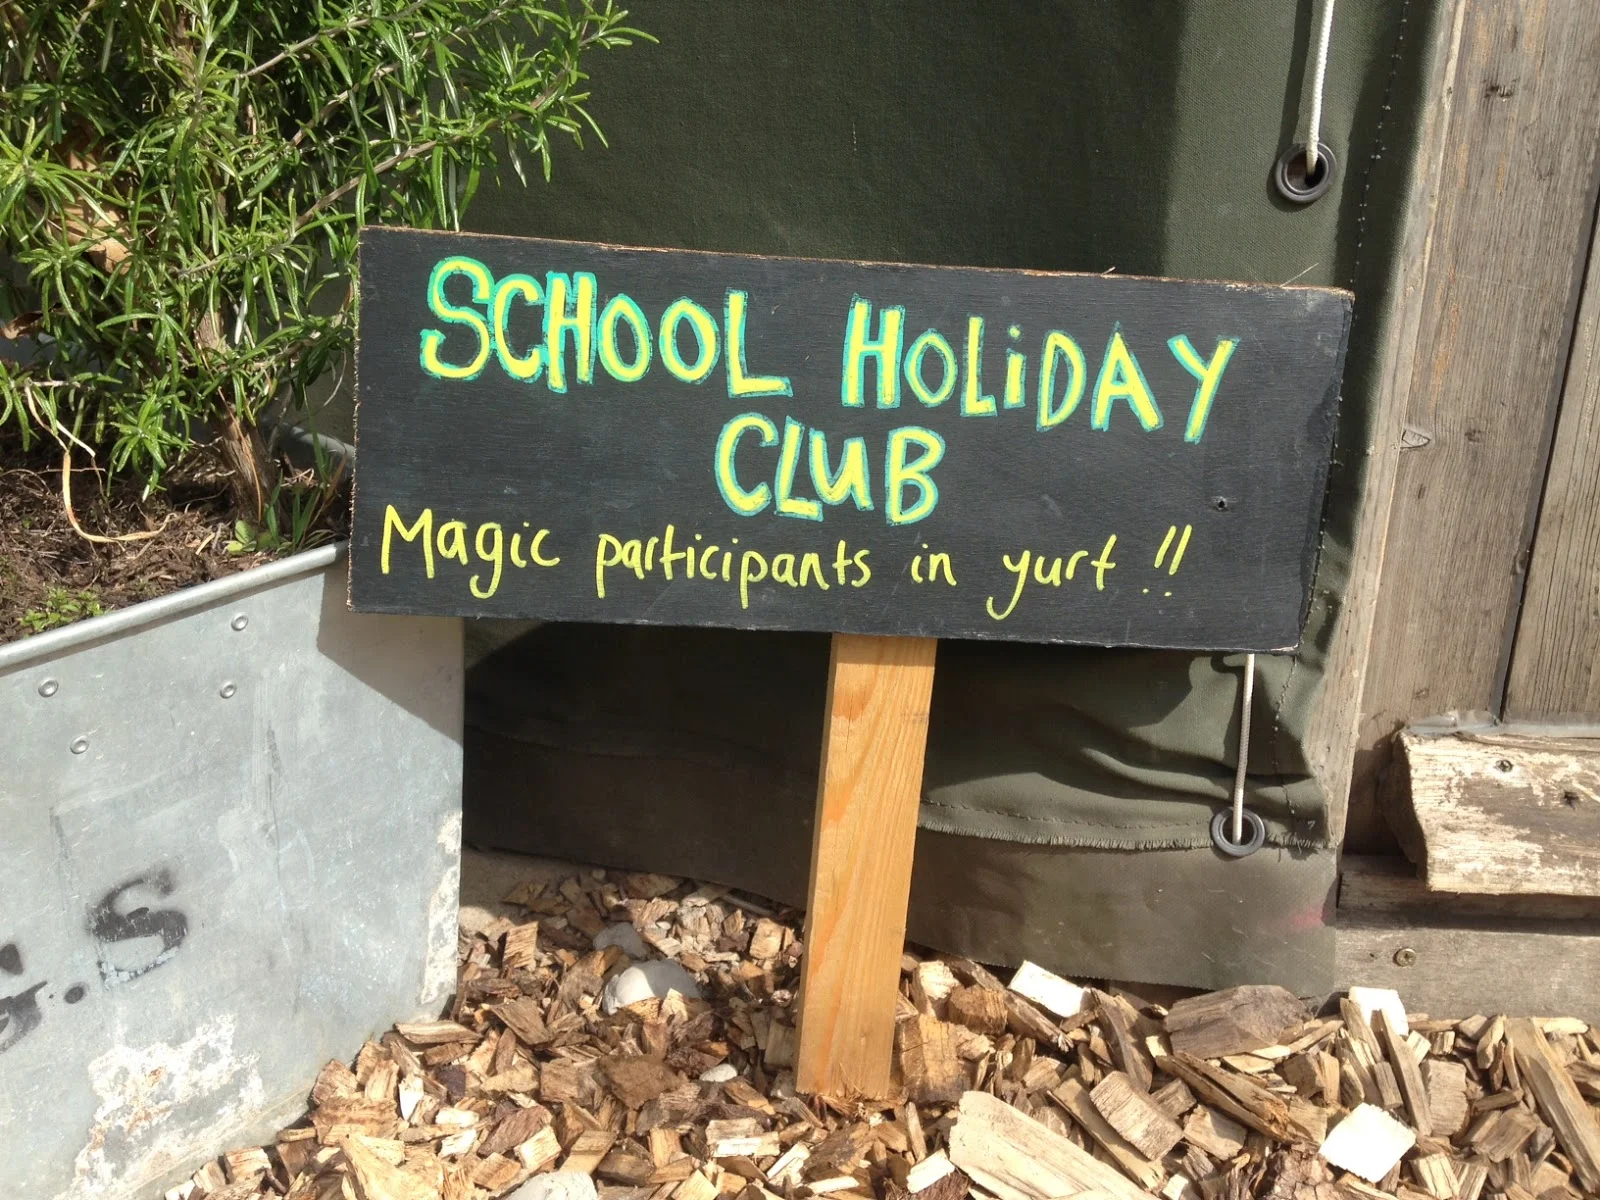 SCHOOL HOLiDAY
CLUB
Magic participants in yurt !!
G.S